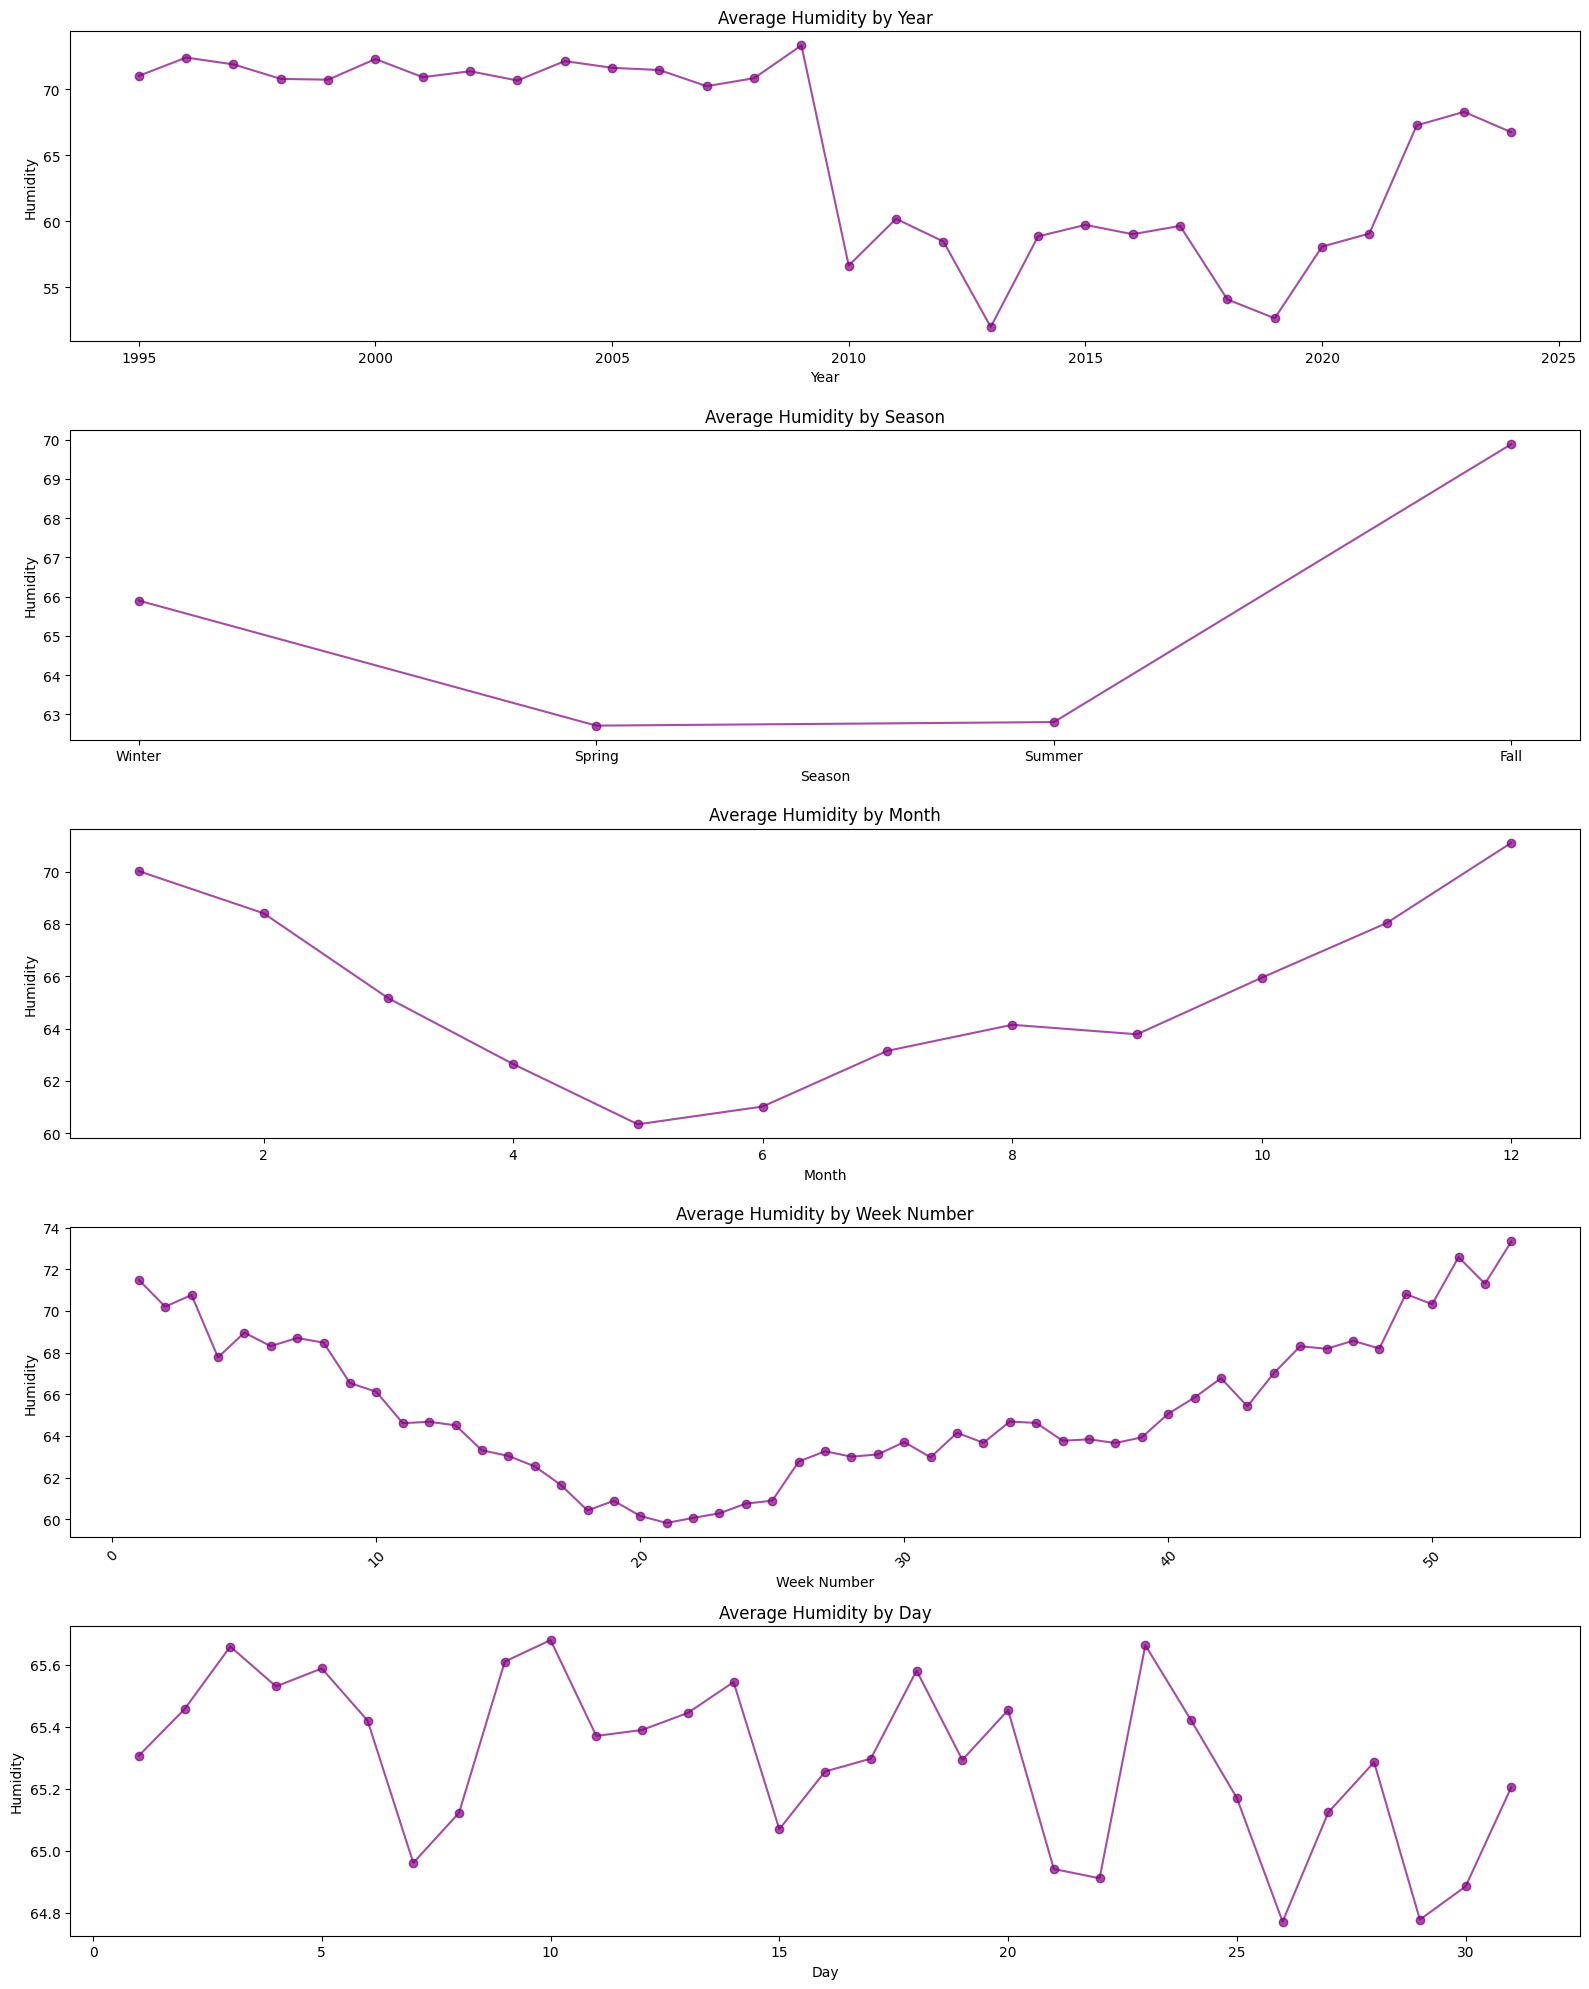 Average Humidity by Year
Humidity
70
65
60
55
1995 2000 2005 2010 2015 2020 2025
Year
Average Humidity by Season
Humidity
70
69
68
67
66
65
64
63
Winter Spring Summer Fall
Season
Average Humidity by Month
Humidity
70
68
66
64
62
60
2 4 6 8 10 12
Month
Average Humidity by Week Number
Humidity
74
72
70
68
66
64
62
60
0 10 20 30 40 50
Week Number
Average Humidity by Day
Humidity
65.6
65.4
65.2
65.0
64.8
0 5 10 15 20 25 30
Day